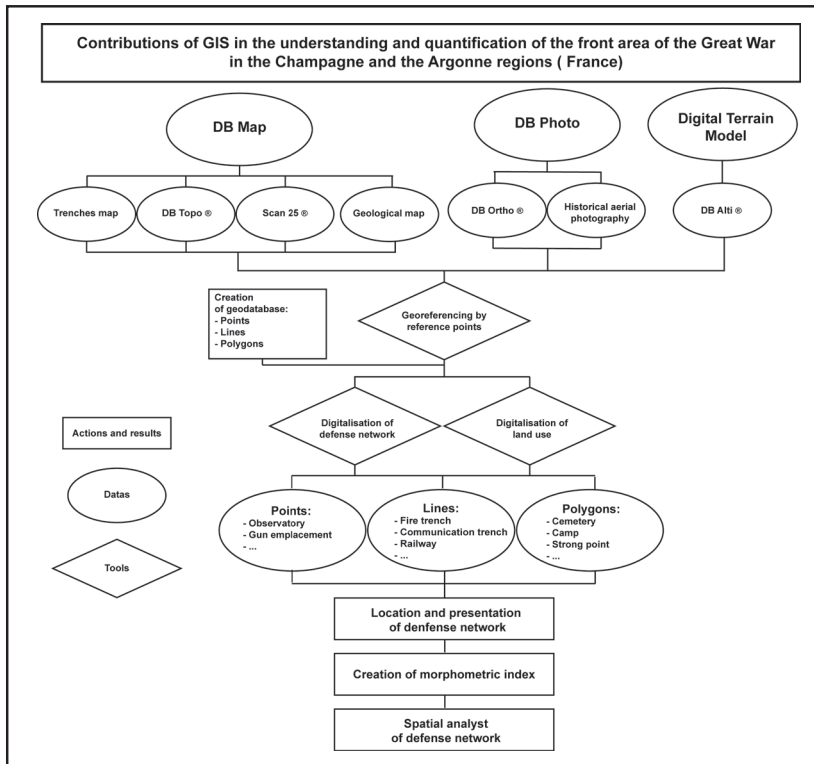 Contributions of GIS in the understanding and quantification of the front area of the Great War
in the Champagne and the Argonne regions ( France)
DB Map
DB Photo
Digital Terrain
Model
Trenches map
DB Topo ®
Scan 25 ®
Geological map
DB Ortho ®
Historical aerial
photography
DB Alti ®
Creation
of geodatabase:
- Points
- Lines
- Polygons
Georeferencing by
reference points
Digitalisation of
defense network
Digitalisation of
land use
Actions and results
Datas
Tools
Points:
- Observatory
- Gun emplacement
- ...
Lines:
- Fire trench
- Communication trench
- Railway
- ...
Polygons:
- Cemetery
- Camp
- Strong point
- ...
Location and presentation
of denfense network
Creation of morphometric index
Spatial analyst
of defense network